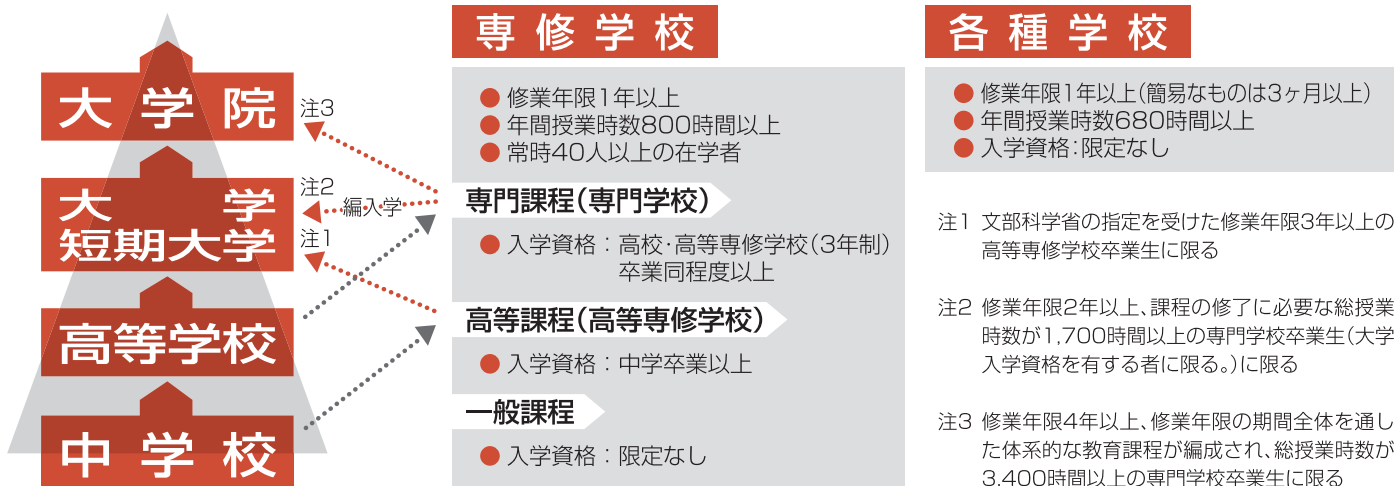 大学院
注3
大学
短期大学
注2
編入学
注1
高等学校
中学校
専修学校
● 修業年限1年以上
● 年間授業時数800時間以上
● 常時40人以上の在学者
専門課程(専門学校)
● 入学資格：高校・高等専修学校(3年制)
卒業同程度以上
高等課程(高等専修学校)
● 入学資格：中学卒業以上
一般課程
● 入学資格：限定なし
各種学校
● 修業年限1年以上(簡易なものは3ヶ月以上)
● 年間授業時数680時間以上
● 入学資格：限定なし
注1 文部科学省の指定を受けた修業年限3年以上の
高等専修学校卒業生に限る
注2 修業年限2年以上、課程の修了に必要な総授業
時数が1,700時間以上の専門学校卒業生(大学
入学資格を有する者に限る。)に限る
注3 修業年限4年以上、修業年限の期間全体を通し
た体系的な教育課程が編成され、総授業時数が
3,400時間以上の専門学校卒業生に限る